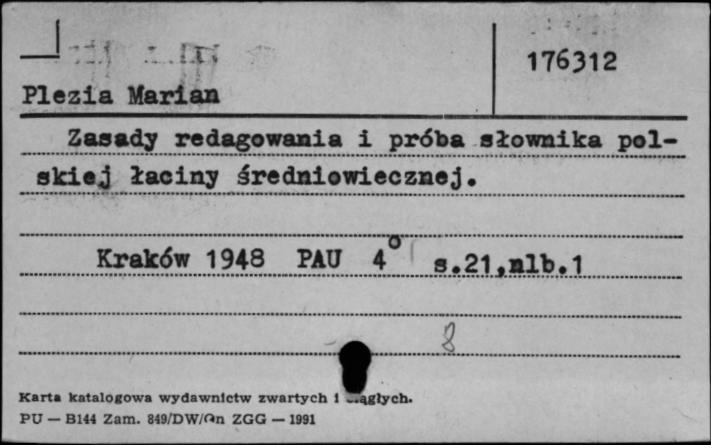 176312
Plezia Marian
Zasady redagowania i próba słownika pol-
skiej łaciny średniowiecznej.
Kraków 1948 PAU 4° s.21,nlb.1
8
Karta katalogowa wydawnictw zwartych i
PU — B144 Zam. 849/DW/ ZGG — 1991